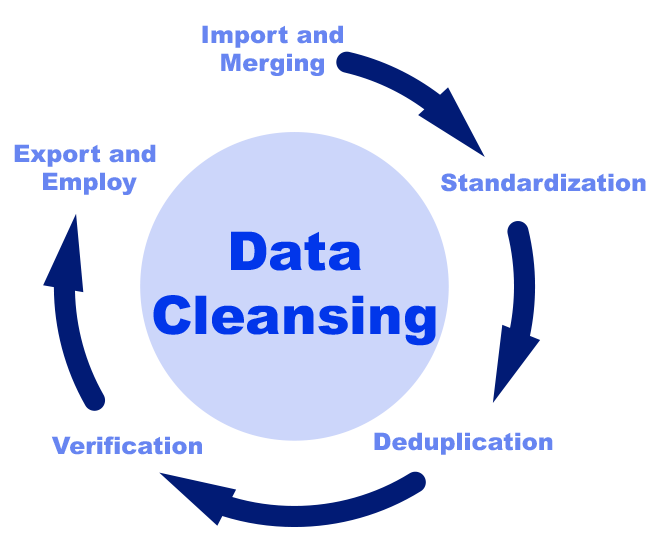 Import and
Merging
Standardization
Deduplication
Verification
Export and
Employ
Data
Cleansing